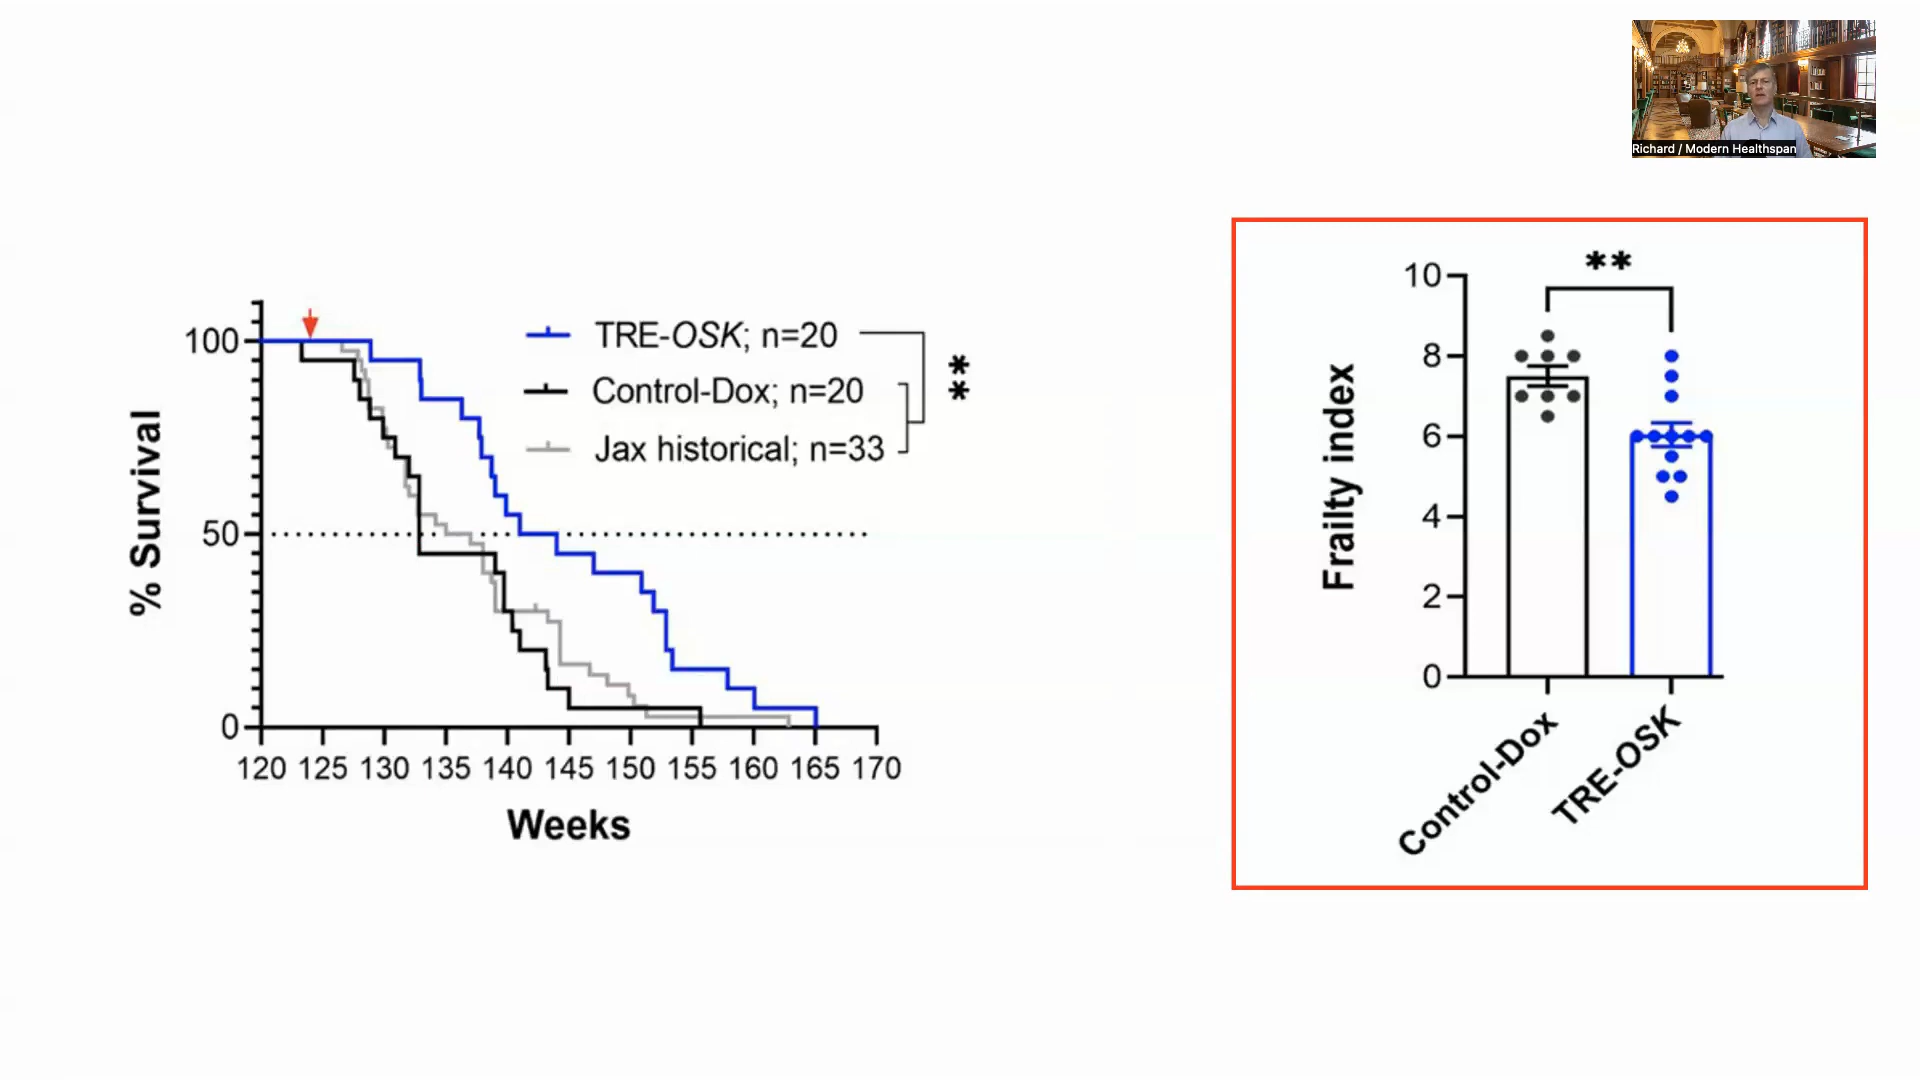 Richard / Modern Healthspan
% Survival
100
50
0
120 125 130 135 140 145 150 155 160 165 170
Weeks
TRE-OSK; n=20
Control-Dox; n=20
Jax historical; n=33
**
Frailty index
10
8
6
4
2
0
**
Control-Dox
TRE-OSK